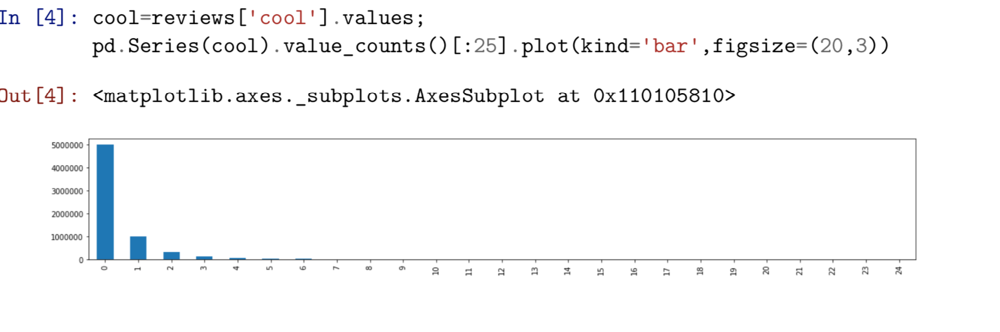 In [4]: cool=reviews['cool'].values;
pd.Series(cool).value_counts()[:25].plot(kind='bar',figsize=(20,3))
Out[4]: <matplotlib.axes._subplots.AxesSubplot at 0x110105810>
5000000
4000000
3000000
2000000
1000000
0
0 1 2 3 4 5 6 7 8 9 10 11 12 13 14 15 16 17 18 19 20 21 22 23 24